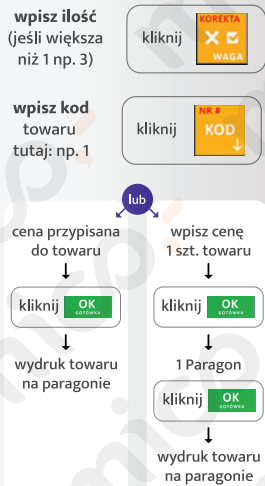 wpisz ilość
(jeśli większa
niż 1 np. 3)
kliknij
KOREKTA
WAGA
wpisz kod
towaru
tutaj: np. 1
kliknij
NR #
KOD
lub
cena przypisana
do towaru
kliknij
OK
GOTÓWKA
wydruk towaru
na paragonie
wpisz cenę
1 szt. towaru
kliknij
OK
GOTÓWKA
1 Paragon
kliknij
OK
GOTÓWKA
wydruk towaru
na paragonie